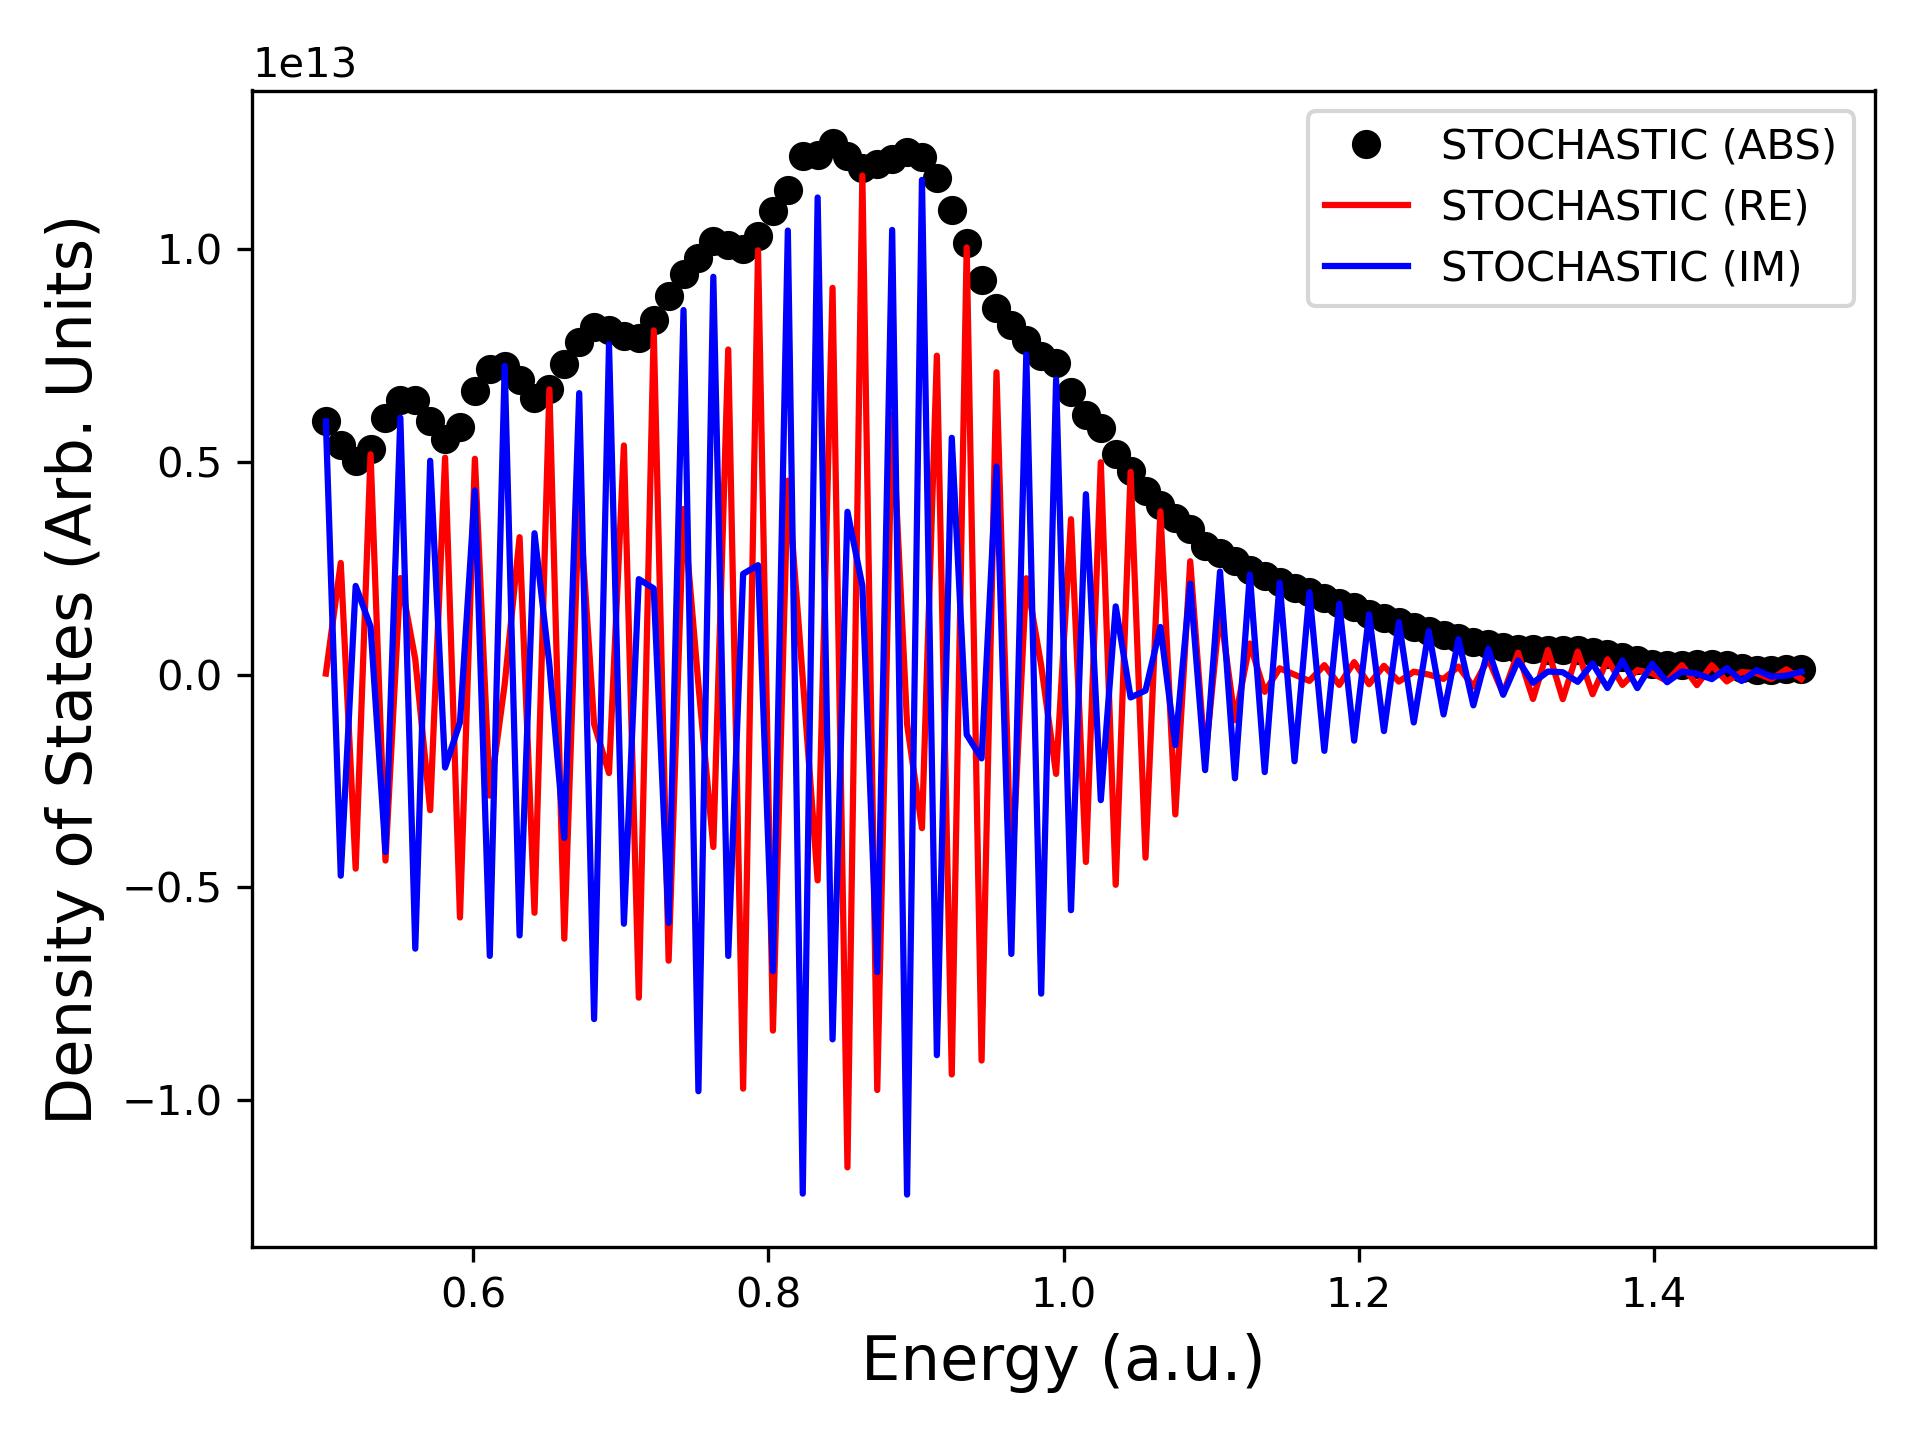 1e13
STOCHASTIC (ABS)
STOCHASTIC (RE)
STOCHASTIC (IM)
Density of States (Arb. Units)
1.0
0.5
0.0
−0.5
−1.0
0.6 0.8 1.0 1.2 1.4
Energy (a.u.)